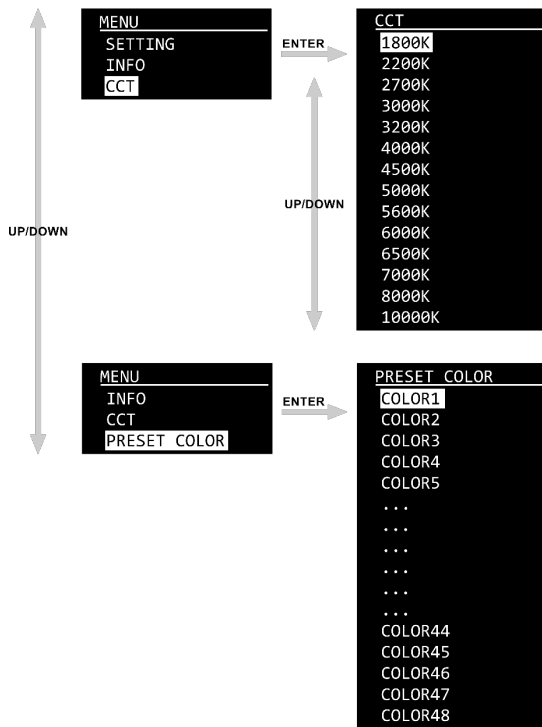 MENU
SETTING
INFO
CCT
ENTER
CCT
1800K
2200K
2700K
3000K
3200K
4000K
4500K
5000K
5600K
6000K
6500K
7000K
8000K
10000K
UP/DOWN
UP/DOWN
MENU
INFO
CCT
PRESET COLOR
ENTER
PRESET COLOR
COLOR1
COLOR2
COLOR3
COLOR4
COLOR5
...
...
...
...
...
...
COLOR44
COLOR45
COLOR46
COLOR47
COLOR48